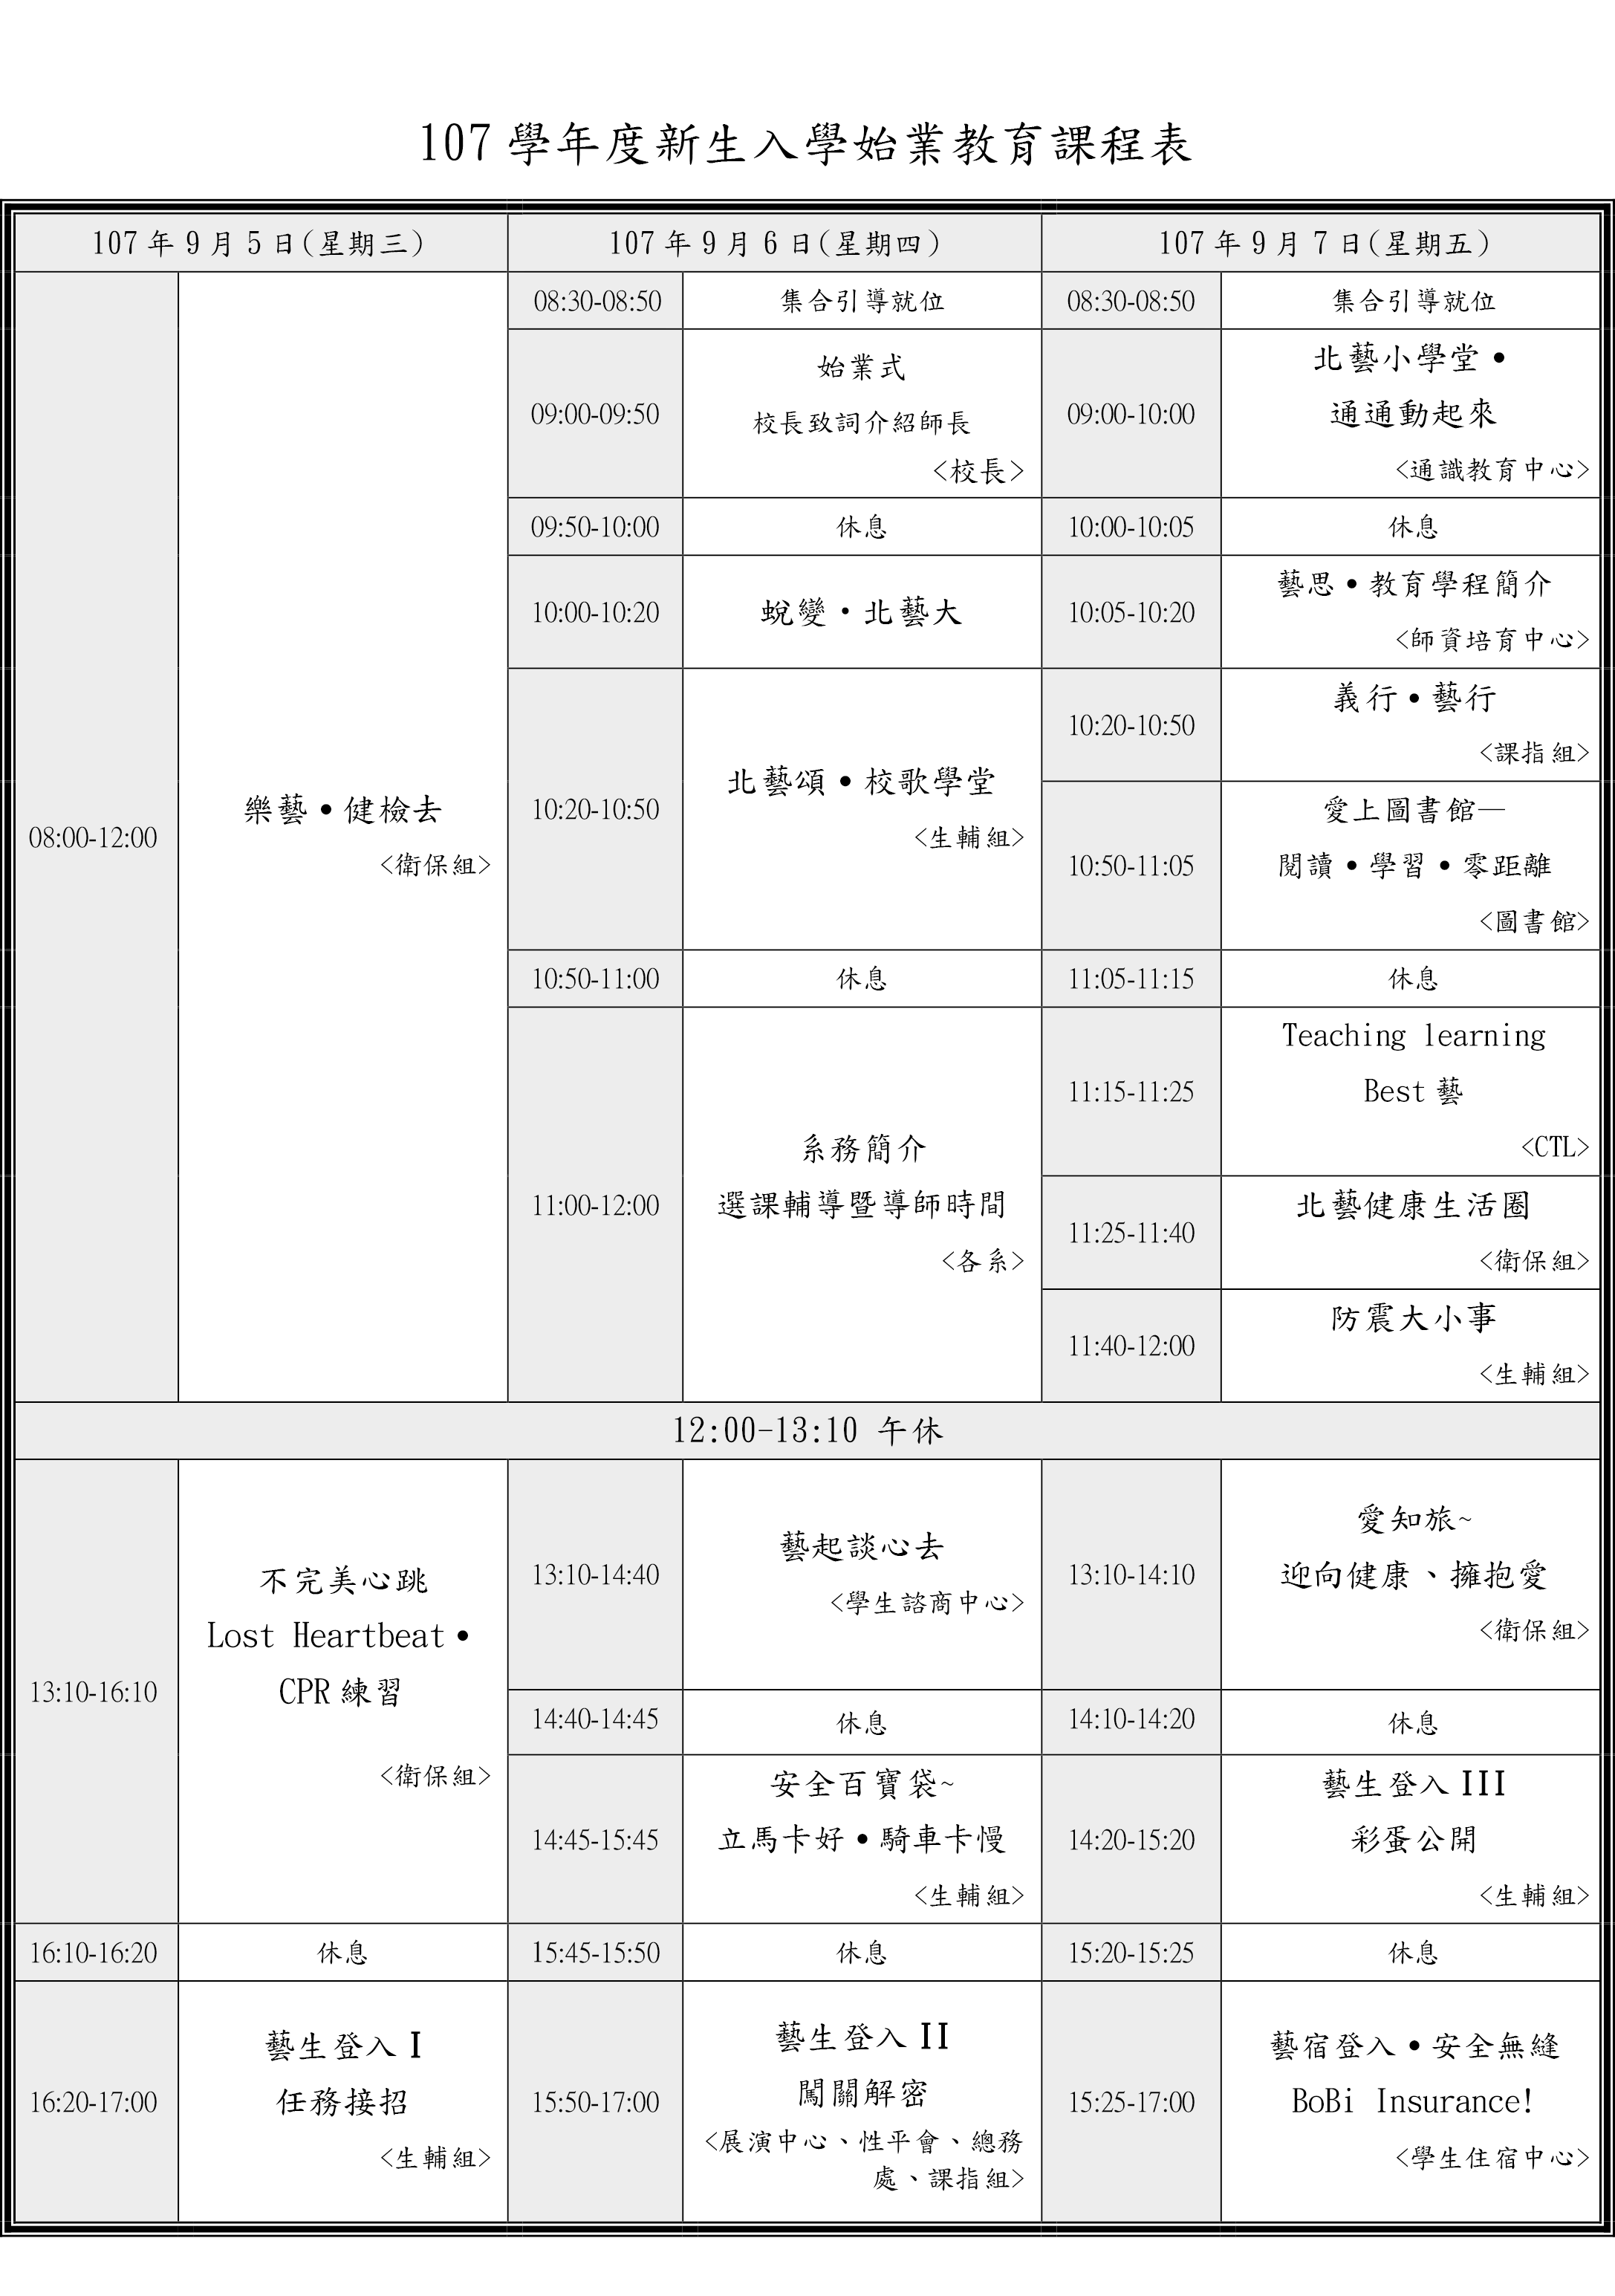 107 學年度新生入學始業教育課程表
107 年 9 月 5 日(星期三)
107 年 9 月 6 日(星期四)
107 年 9 月 7 日(星期五)
08:00-12:00
樂藝•健檢去
<衛保組>
08:30-08:50
集合引導就位
08:30-08:50
集合引導就位
09:00-09:50
始業式
校長致詞介紹師長
<校長>
09:00-10:00
北藝小學堂•
通通動起來
<通識教育中心>
09:50-10:00
休息
10:00-10:05
休息
10:00-10:20
蛻變•北藝大
10:05-10:20
藝思•教育學程簡介
<師資培育中心>
10:20-10:50
北藝頌•校歌學堂
<生輔組>
10:20-10:50
義行•藝行
<課指組>
10:50-11:05
愛上圖書館—
閱讀•學習•零距離
<圖書館>
10:50-11:00
休息
11:05-11:15
休息
11:00-12:00
系務簡介
選課輔導暨導師時間
<各系>
11:15-11:25
Teaching learning
Best 藝
<CTL>
11:25-11:40
北藝健康生活圈
<衛保組>
11:40-12:00
防震大小事
<生輔組>
12:00-13:10 午休
13:10-16:10
不完美心跳
Lost Heartbeat•
CPR 練習
<衛保組>
13:10-14:40
藝起談心去
<學生諮商中心>
13:10-14:10
愛知旅~
迎向健康、擁抱愛
<衛保組>
14:40-14:45
休息
14:10-14:20
休息
14:45-15:45
安全百寶袋~
立馬卡好•騎車卡慢
<生輔組>
14:20-15:20
藝生登入 III
彩蛋公開
<生輔組>
16:10-16:20
休息
15:45-15:50
休息
15:20-15:25
休息
16:20-17:00
藝生登入 I
任務接招
<生輔組>
15:50-17:00
藝生登入 II
闖關解密
<展演中心、性平會、總務
處、課指組>
15:25-17:00
藝宿登入•安全無縫
BoBi Insurance!
<學生住宿中心>